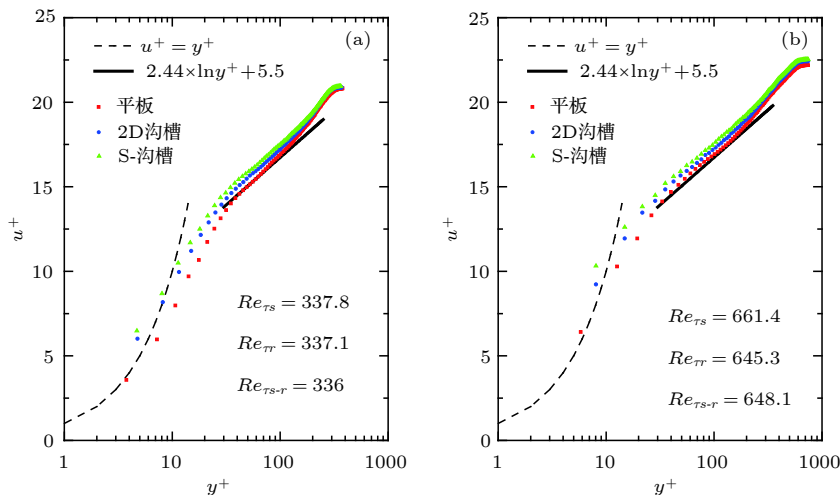 (a)
u⁺ = y⁺
2.44×lny⁺+5.5
平板
2D沟槽
S-沟槽
Re_τs = 337.8
Re_τr = 337.1
Re_τs-r = 336
25
20
15
10
5
0
u⁺
1 10 100 1000
y⁺
(b)
u⁺ = y⁺
2.44×lny⁺+5.5
平板
2D沟槽
S-沟槽
Re_τs = 661.4
Re_τr = 645.3
Re_τs-r = 648.1
25
20
15
10
5
0
u⁺
1 10 100 1000
y⁺